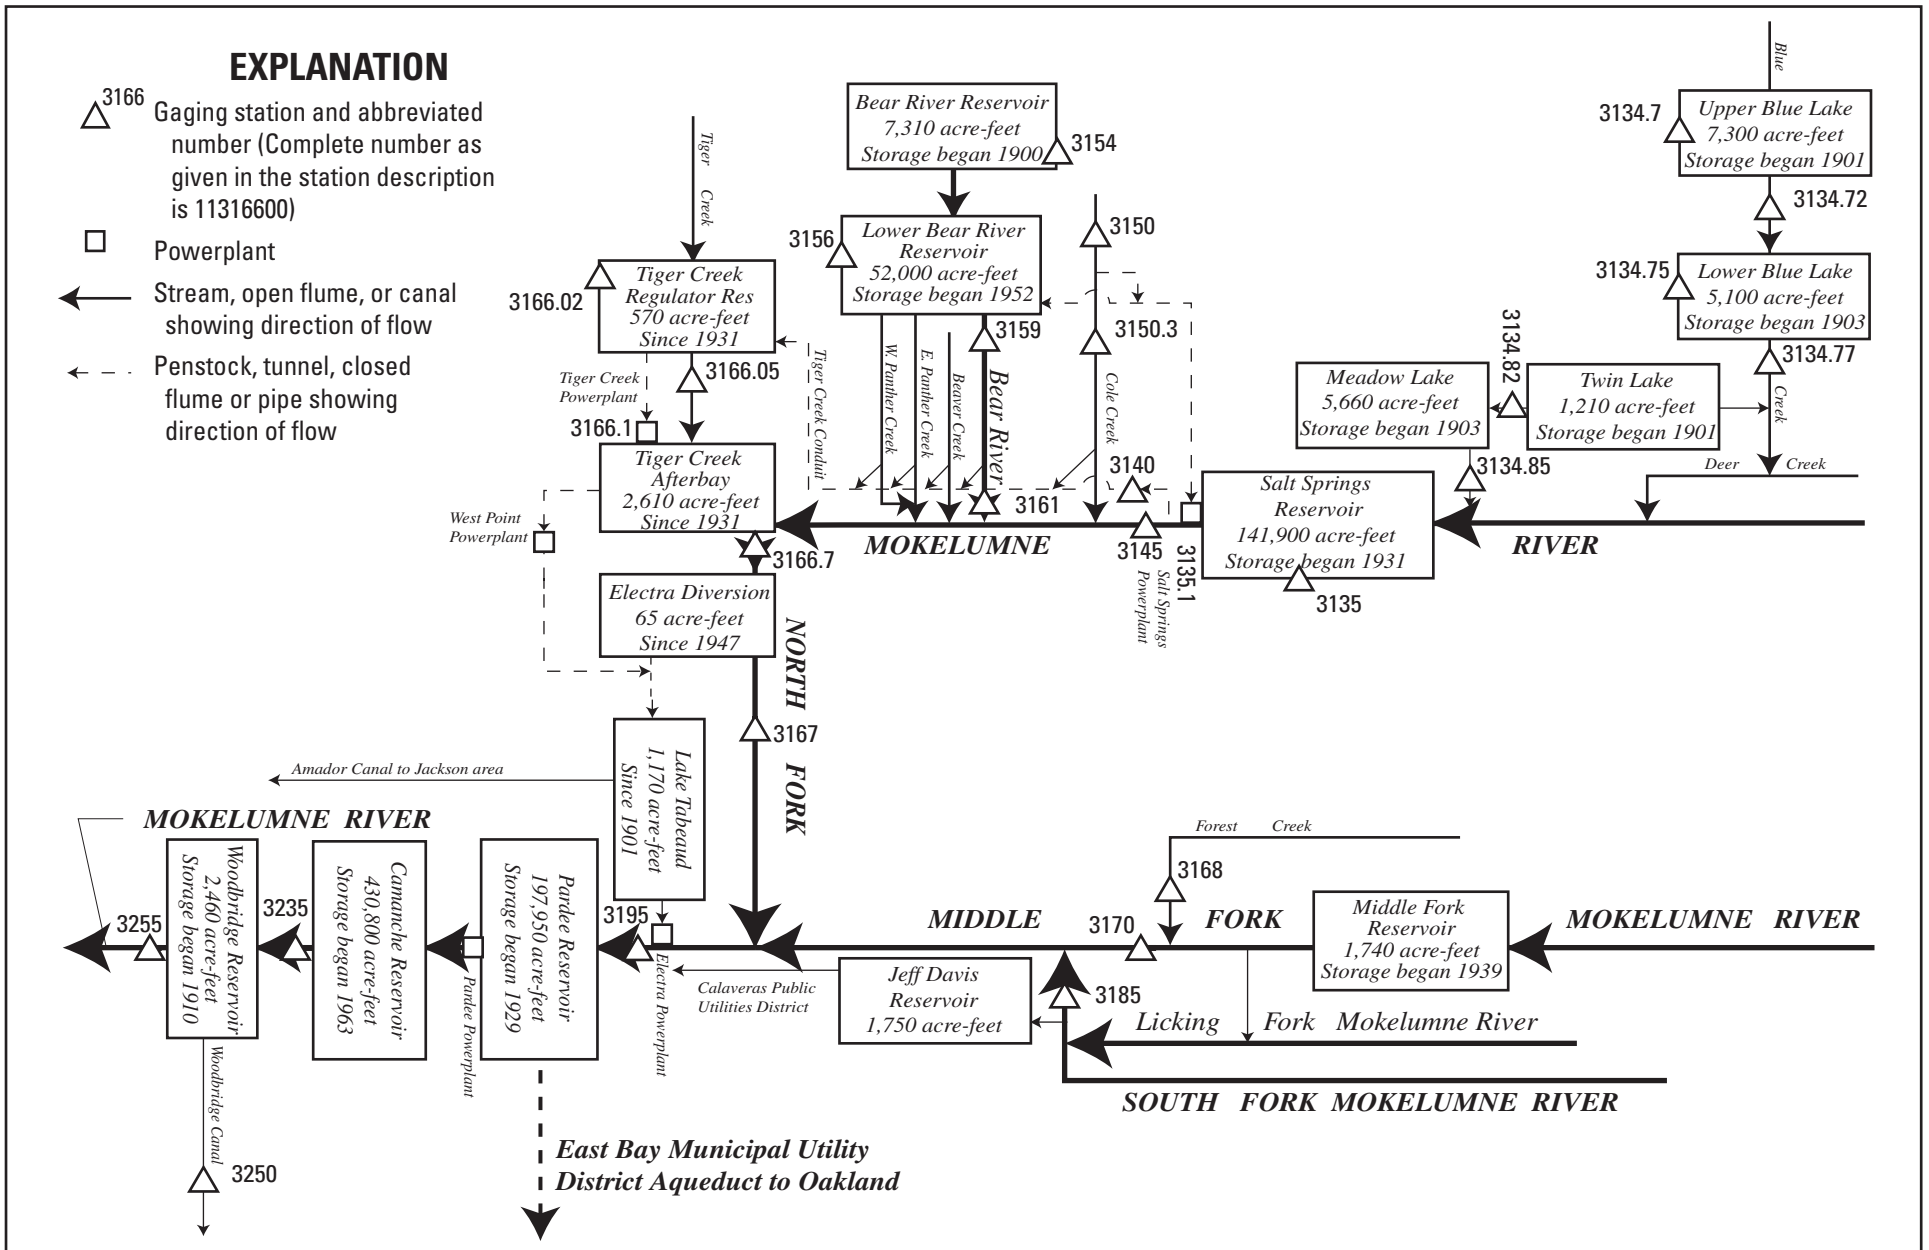 EXPLANATION
3166
Gaging station and abbreviated
number (Complete number as
given in the station description
is 11316600)
Powerplant
Stream, open flume, or canal
showing direction of flow
Penstock, tunnel, closed
flume or pipe showing
direction of flow
Tiger Creek
Bear River Reservoir
7,310 acre-feet
Storage began 1900
3154
Blue
3134.7
Upper Blue Lake
7,300 acre-feet
Storage began 1901
3134.72
3156
Lower Bear River
Reservoir
52,000 acre-feet
Storage began 1952
3150
3134.75
Lower Blue Lake
5,100 acre-feet
Storage began 1903
3166.02
Tiger Creek
Regulator Res
570 acre-feet
Since 1931
3159
3150.3
3134.82
3134.77
Tiger Creek
Powerplant
3166.05
Tiger Creek Conduit
W. Panther Creek
E. Panther Creek
Beaver Creek
Bear River
Cole Creek
Meadow Lake
5,660 acre-feet
Storage began 1903
Twin Lake
1,210 acre-feet
Storage began 1901
Creek
3166.1
Tiger Creek
Afterbay
2,610 acre-feet
Since 1931
3140
3134.85
Deer Creek
Salt Springs
Reservoir
141,900 acre-feet
Storage began 1931
3161
West Point
Powerplant
MOKELUMNE
3145
Salt Springs
Powerplant
3135.1
RIVER
3135
3166.7
Electra Diversion
65 acre-feet
Since 1947
NORTH FORK
3167
Lake Tabeaud
1,170 acre-feet
Since 1901
Amador Canal to Jackson area
MOKELUMNE RIVER
Forest Creek
3168
Woodbridge Reservoir
2,460 acre-feet
Storage began 1910
Camanche Reservoir
430,800 acre-feet
Storage began 1963
Pardee Reservoir
197,950 acre-feet
Storage began 1929
3255
3235
3195
MIDDLE FORK
3170
Middle Fork
Reservoir
1,740 acre-feet
Storage began 1939
MOKELUMNE RIVER
Pardee Powerplant
Electra Powerplant
Calaveras Public
Utilities District
Jeff Davis
Reservoir
1,750 acre-feet
3185
Licking Fork Mokelumne River
SOUTH FORK MOKELUMNE RIVER
Woodbridge Canal
3250
East Bay Municipal Utility
District Aqueduct to Oakland